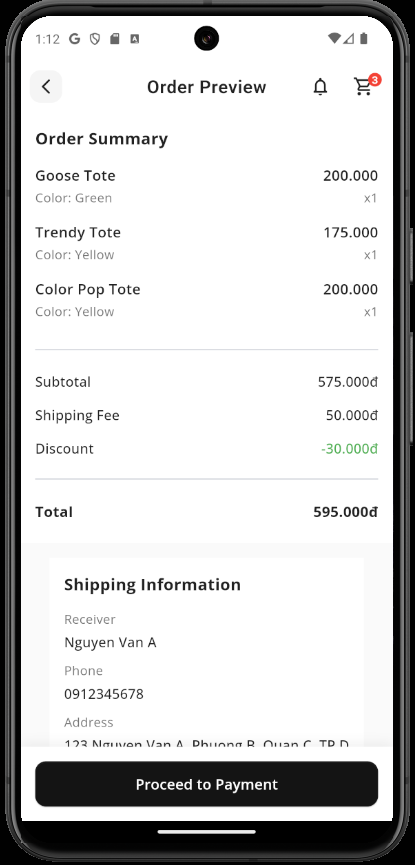 1:12
Order Preview
3
Order Summary
Goose Tote 200.000
Color: Green x1
Trendy Tote 175.000
Color: Yellow x1
Color Pop Tote 200.000
Color: Yellow x1
Subtotal 575.000đ
Shipping Fee 50.000đ
Discount -30.000đ
Total 595.000đ
Shipping Information
Receiver
Nguyen Van A
Phone
0912345678
Address
123 Nguyen Van A, Phuong B, Quan C, TP D
Proceed to Payment